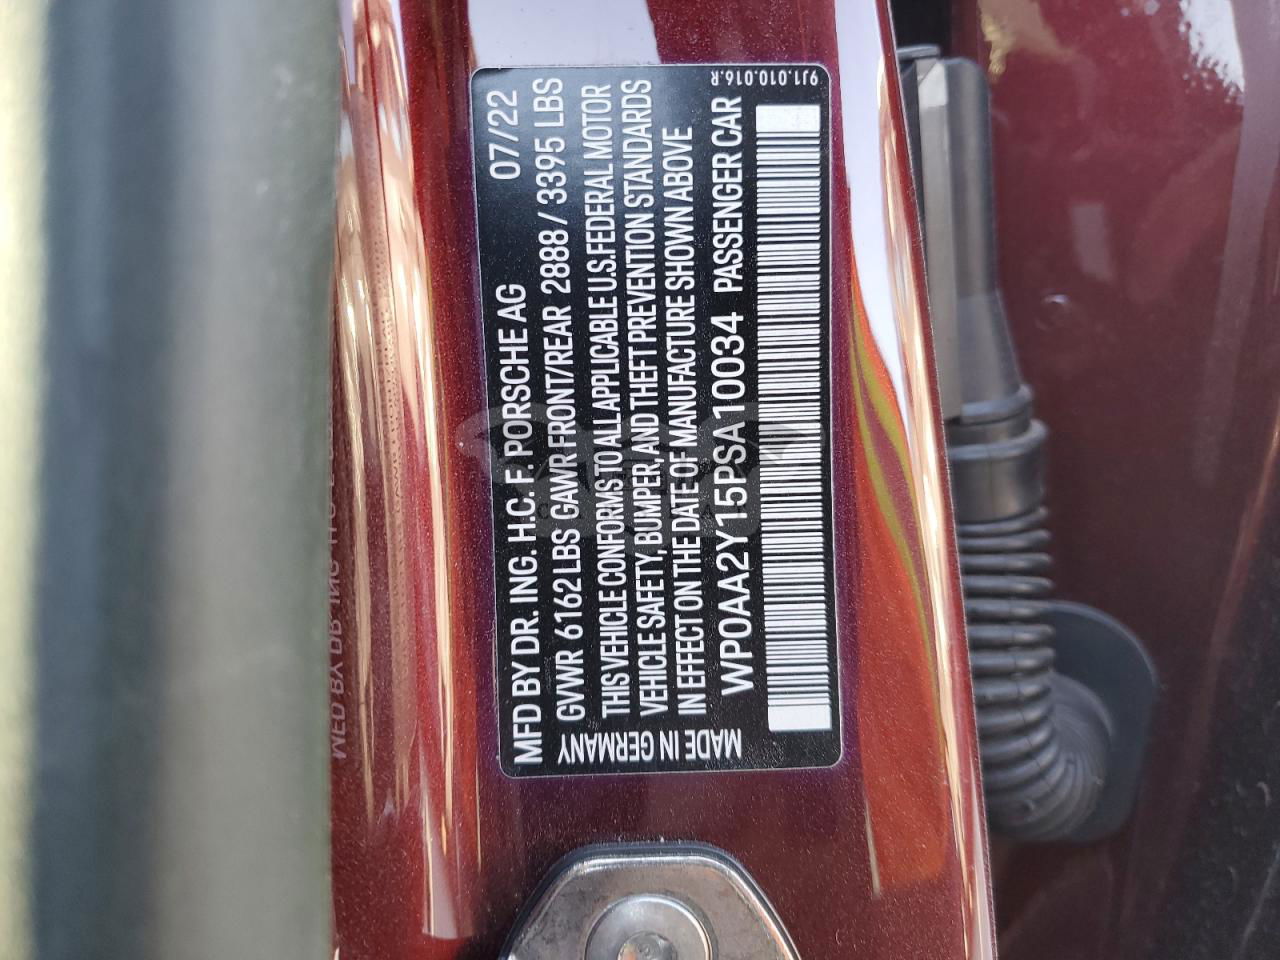 MFD BY DR. ING. H.C. F. PORSCHE AG 07/22
GVWR 6162 LBS GAWR FRONT/REAR 2888 / 3395 LBS
THIS VEHICLE CONFORMS TO ALL APPLICABLE U.S. FEDERAL MOTOR
VEHICLE SAFETY, BUMPER, AND THEFT PREVENTION STANDARDS
IN EFFECT ON THE DATE OF MANUFACTURE SHOWN ABOVE
WP0AA2Y15PSA10034 PASSENGER CAR
MADE IN GERMANY
9J1.010.016.R